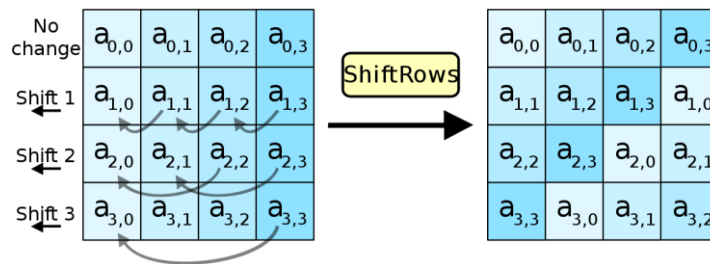 No change a0,0 a0,1 a0,2 a0,3
Shift 1 a1,0 a1,1 a1,2 a1,3
Shift 2 a2,0 a2,1 a2,2 a2,3
Shift 3 a3,0 a3,1 a3,2 a3,3
ShiftRows
a0,0 a0,1 a0,2 a0,3
a1,1 a1,2 a1,3 a1,0
a2,2 a2,3 a2,0 a2,1
a3,3 a3,0 a3,1 a3,2